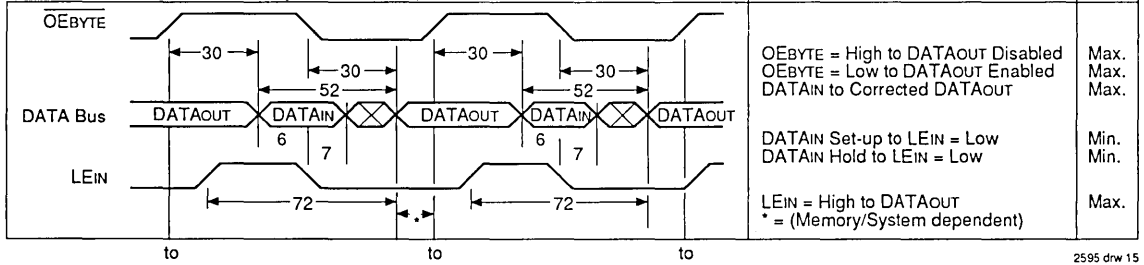 OEBYTE
30 30 30 30
OEBYTE = High to DATAOUT Disabled Max.
OEBYTE = Low to DATAOUT Enabled Max.
52 52
DATAIN to Corrected DATAOUT Max.
DATA Bus DATAOUT DATAIN DATAOUT DATAIN DATAOUT
6 7 6 7
DATAIN Set-up to LEIN = Low Min.
DATAIN Hold to LEIN = Low Min.
LEIN
72 72
LEIN = High to DATAOUT Max.
* * = (Memory/System dependent)
to to to
2595 drw 15